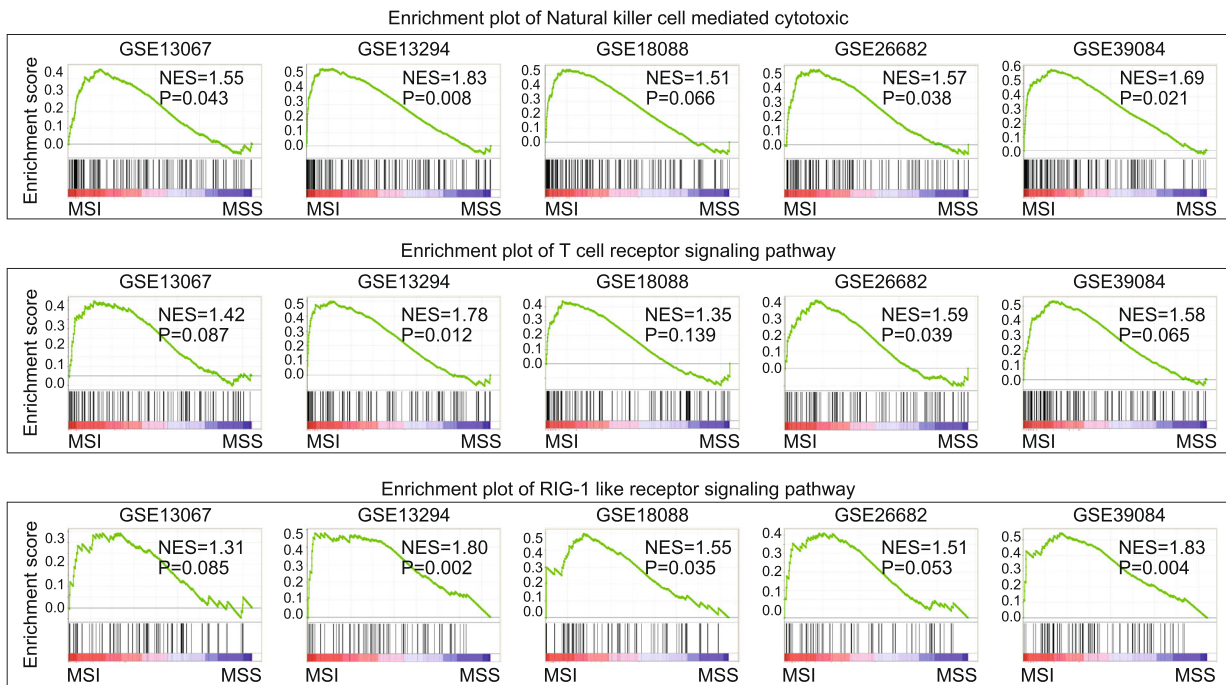 Enrichment plot of Natural killer cell mediated cytotoxic
GSE13067 GSE13294 GSE18088 GSE26682 GSE39084
Enrichment score
0.4 0.3 0.2 0.1 0.0
NES=1.55
P=0.043
0.5 0.4 0.3 0.2 0.1 0.0
NES=1.83
P=0.008
0.5 0.4 0.3 0.2 0.1 0.0
NES=1.51
P=0.066
0.5 0.4 0.3 0.2 0.1 0.0
NES=1.57
P=0.038
0.6 0.5 0.4 0.3 0.2 0.1 0.0
NES=1.69
P=0.021
MSI MSS MSI MSS MSI MSS MSI MSS MSI MSS
Enrichment plot of T cell receptor signaling pathway
GSE13067 GSE13294 GSE18088 GSE26682 GSE39084
Enrichment score
0.4 0.3 0.2 0.1 0.0
NES=1.42
P=0.087
0.5 0.4 0.3 0.2 0.1 0.0
NES=1.78
P=0.012
0.4 0.3 0.2 0.1 0.0
NES=1.35
P=0.139
0.4 0.3 0.2 0.1 0.0
NES=1.59
P=0.039
0.5 0.4 0.3 0.2 0.1 0.0
NES=1.58
P=0.065
MSI MSS MSI MSS MSI MSS MSI MSS MSI MSS
Enrichment plot of RIG-1 like receptor signaling pathway
GSE13067 GSE13294 GSE18088 GSE26682 GSE39084
Enrichment score
0.3 0.2 0.1 0.0
NES=1.31
P=0.085
0.5 0.4 0.3 0.2 0.1 0.0
NES=1.80
P=0.002
0.5 0.4 0.3 0.2 0.1 0.0
NES=1.55
P=0.035
0.4 0.3 0.2 0.1 0.0
NES=1.51
P=0.053
0.5 0.4 0.3 0.2 0.1 0.0
NES=1.83
P=0.004
MSI MSS MSI MSS MSI MSS MSI MSS MSI MSS